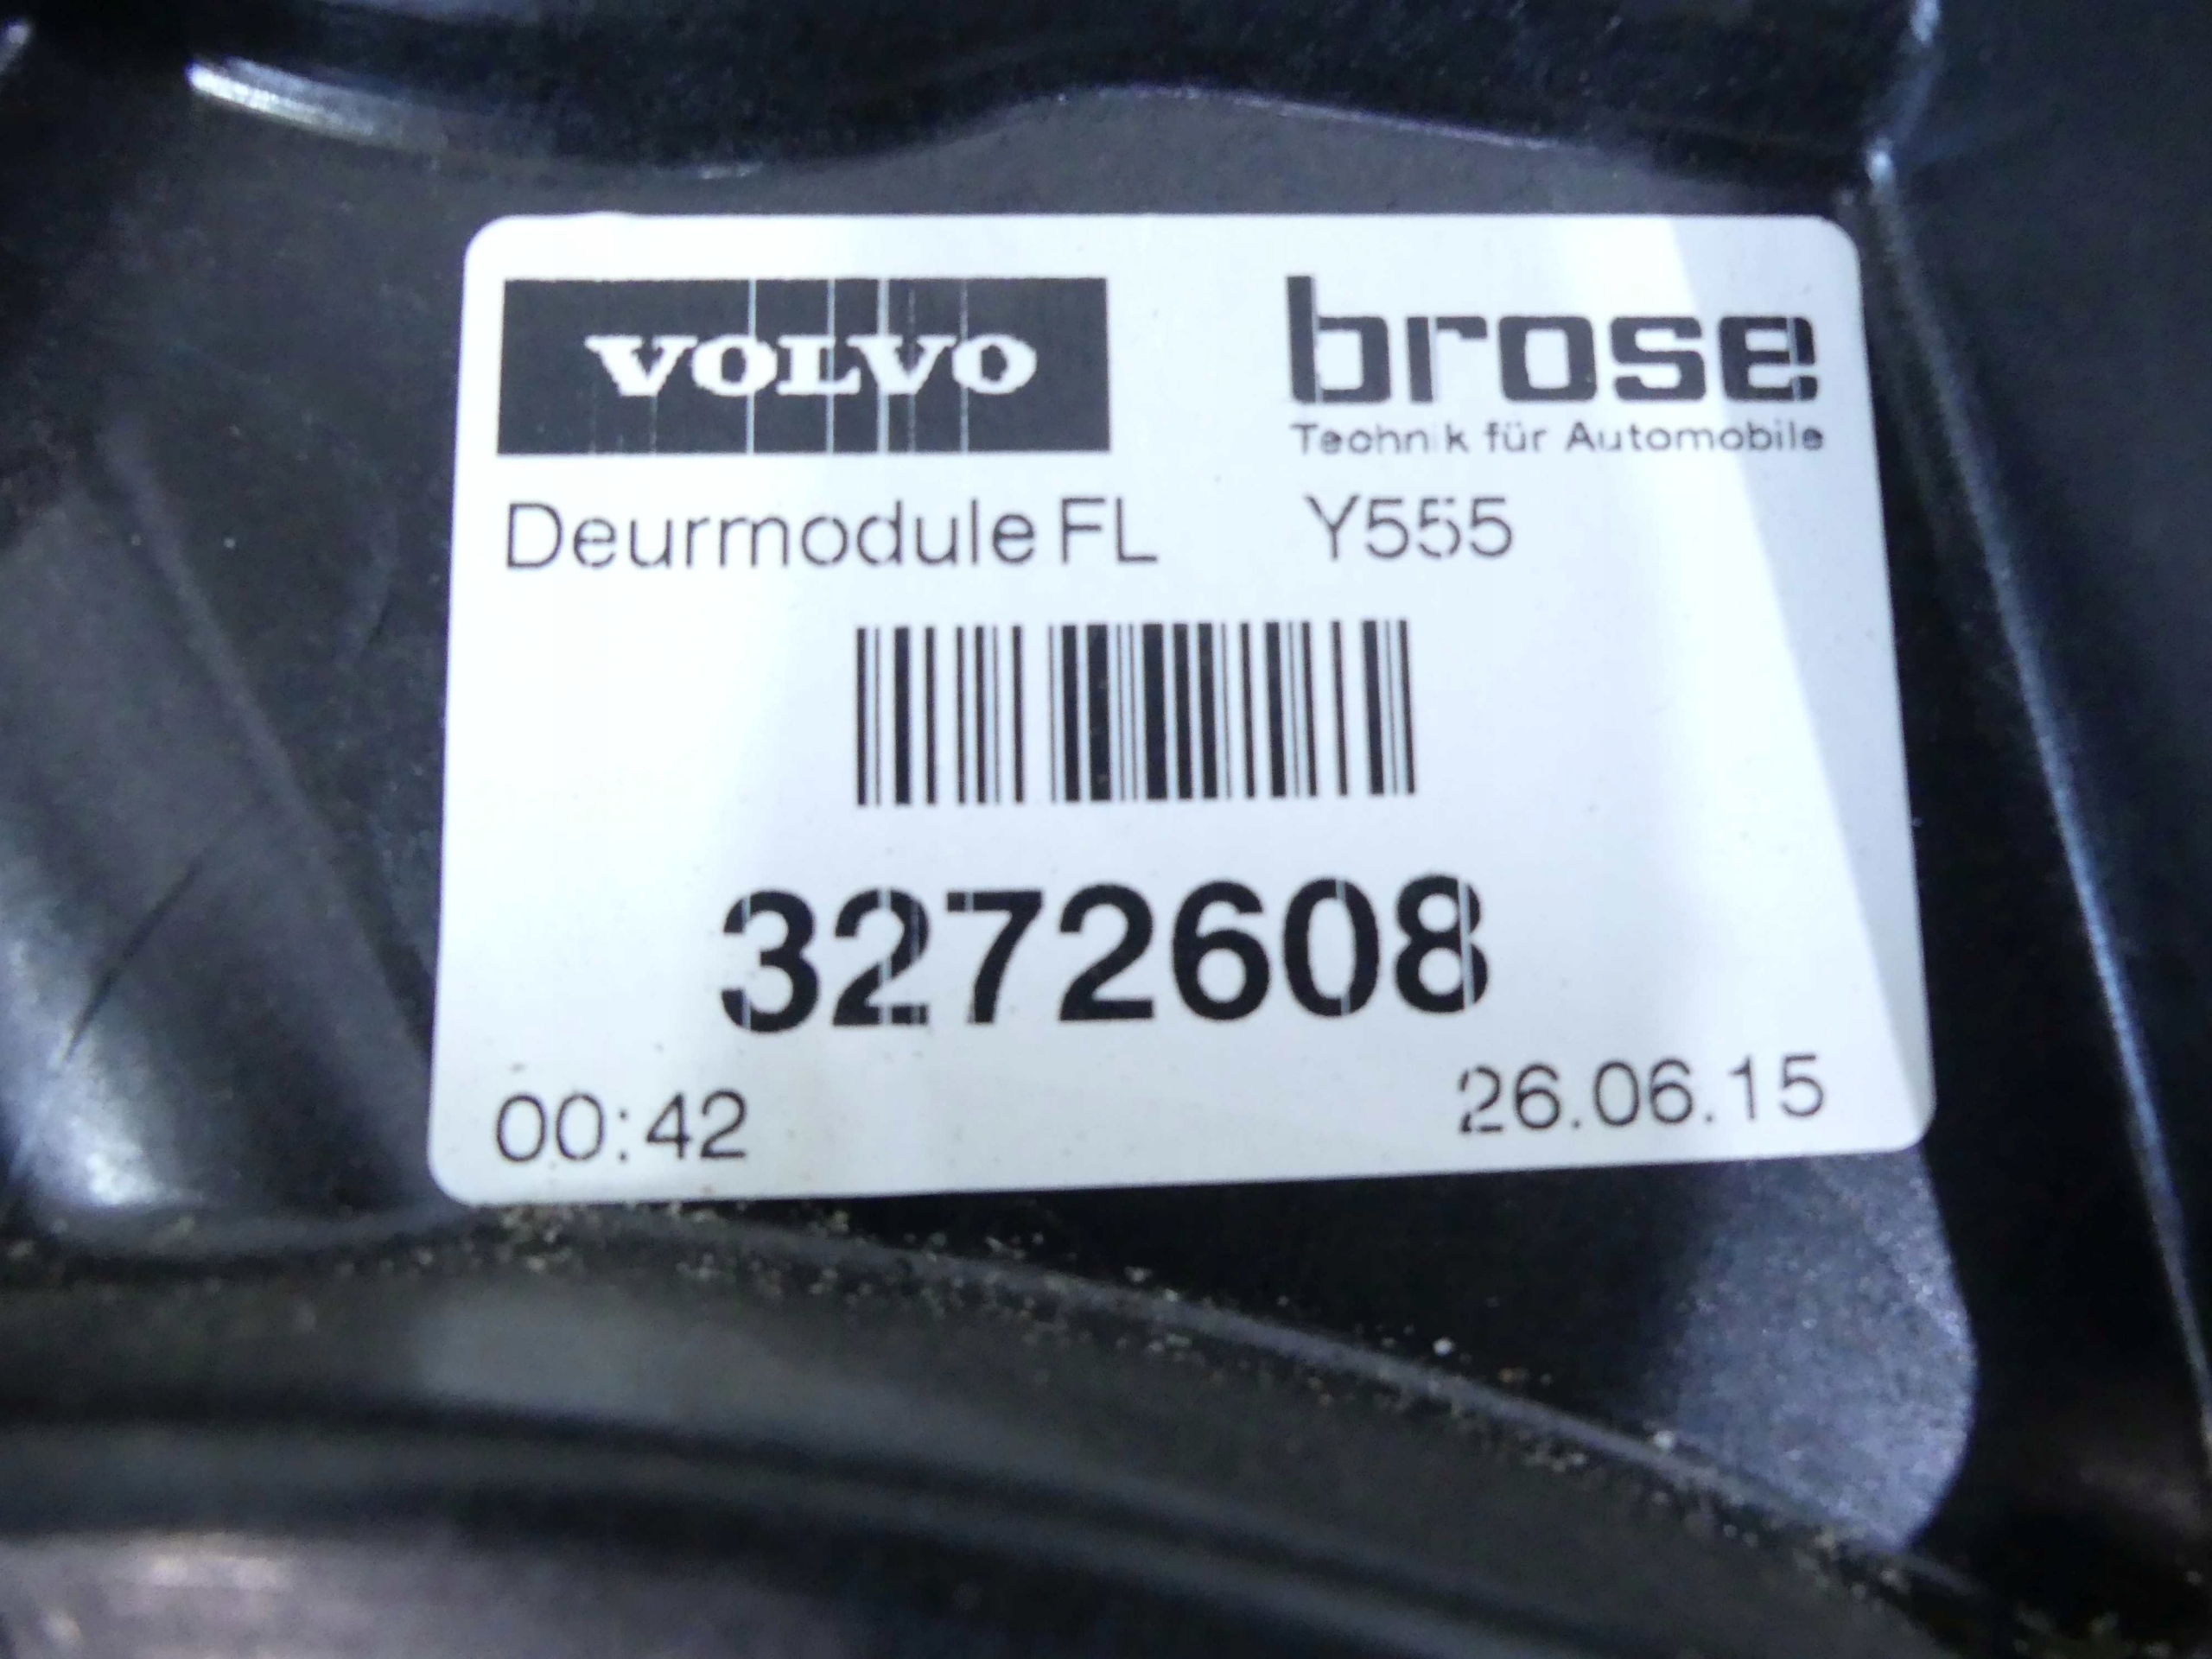 VOLVO
brose
Technik für Automobile
Deurmodule FL Y555
3272608
00:42 26.06.15